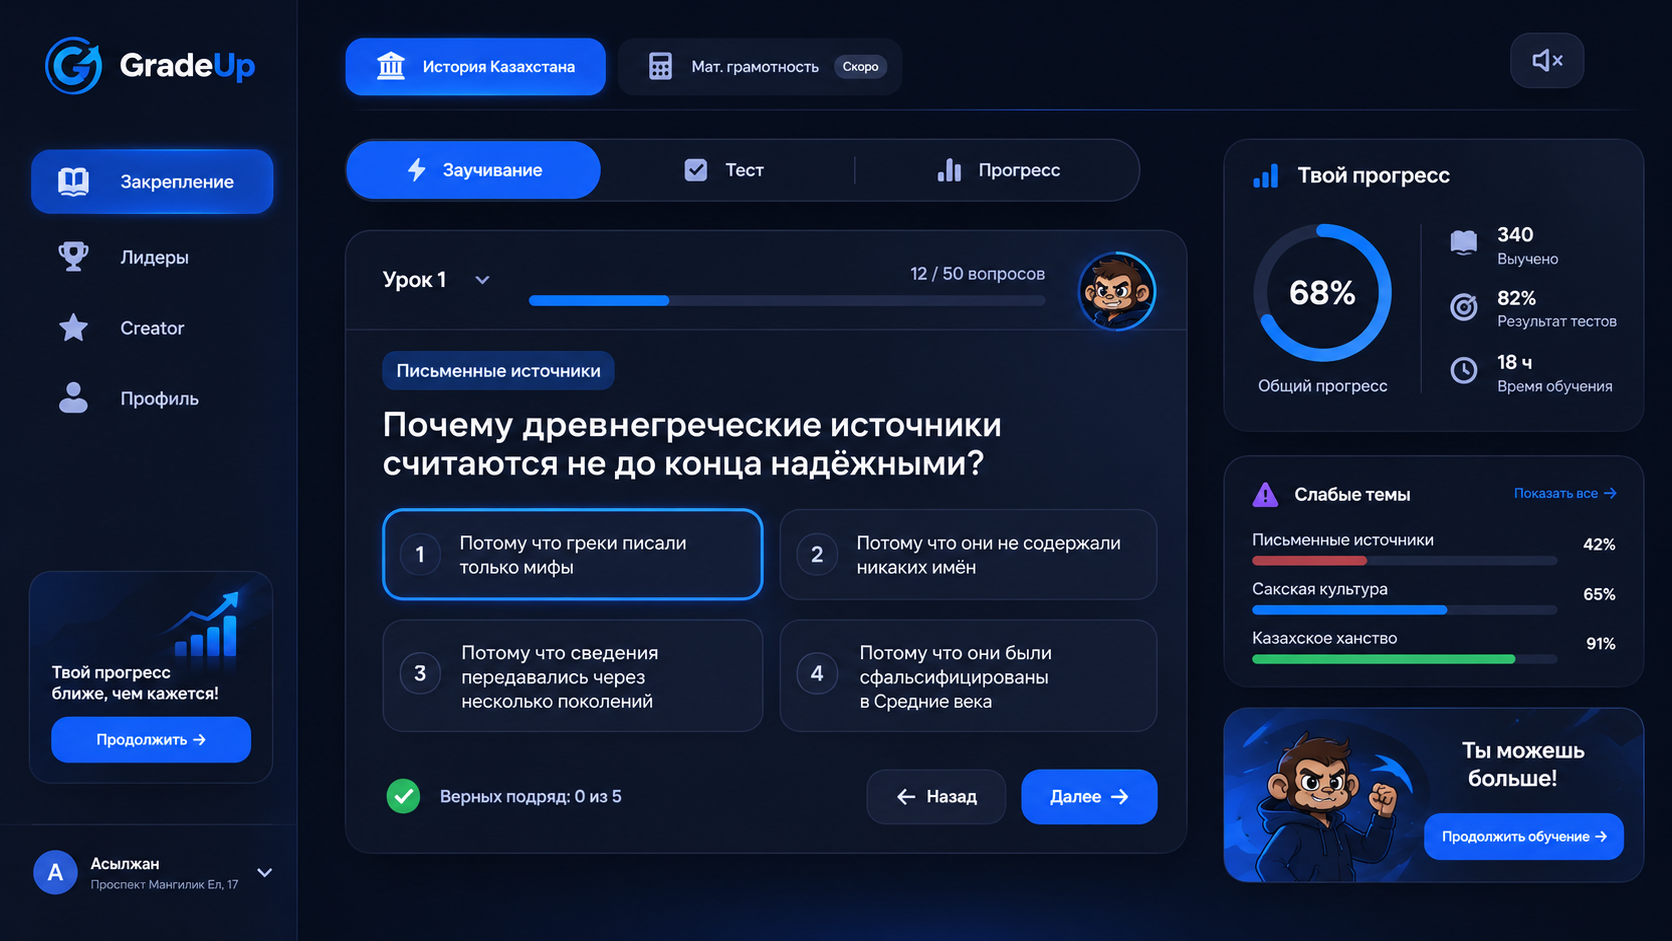 GradeUp
Закрепление
Лидеры
Creator
Профиль
Твой прогресс
ближе, чем кажется!
Продолжить →
А
Асылжан
Проспект Мангилик Ел, 17
История Казахстана
Мат. грамотность
Скоро
Заучивание
Тест
Прогресс
Урок 1
12 / 50 вопросов
Письменные источники
Почему древнегреческие источники
считаются не до конца надёжными?
1
Потому что греки писали
только мифы
2
Потому что они не содержали
никаких имён
3
Потому что сведения
передавались через
несколько поколений
4
Потому что они были
сфальсифицированы
в Средние века
Верных подряд: 0 из 5
← Назад
Далее →
Твой прогресс
68%
Общий прогресс
340
Выучено
82%
Результат тестов
18 ч
Время обучения
Слабые темы
Показать все →
Письменные источники
42%
Сакская культура
65%
Казахское ханство
91%
Ты можешь
больше!
Продолжить обучение →